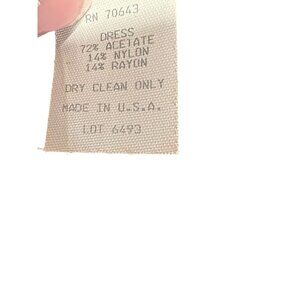 RN 70643
DRESS
72% ACETATE
14% NYLON
14% RAYON
DRY CLEAN ONLY
MADE IN U.S.A.
LOT 6493